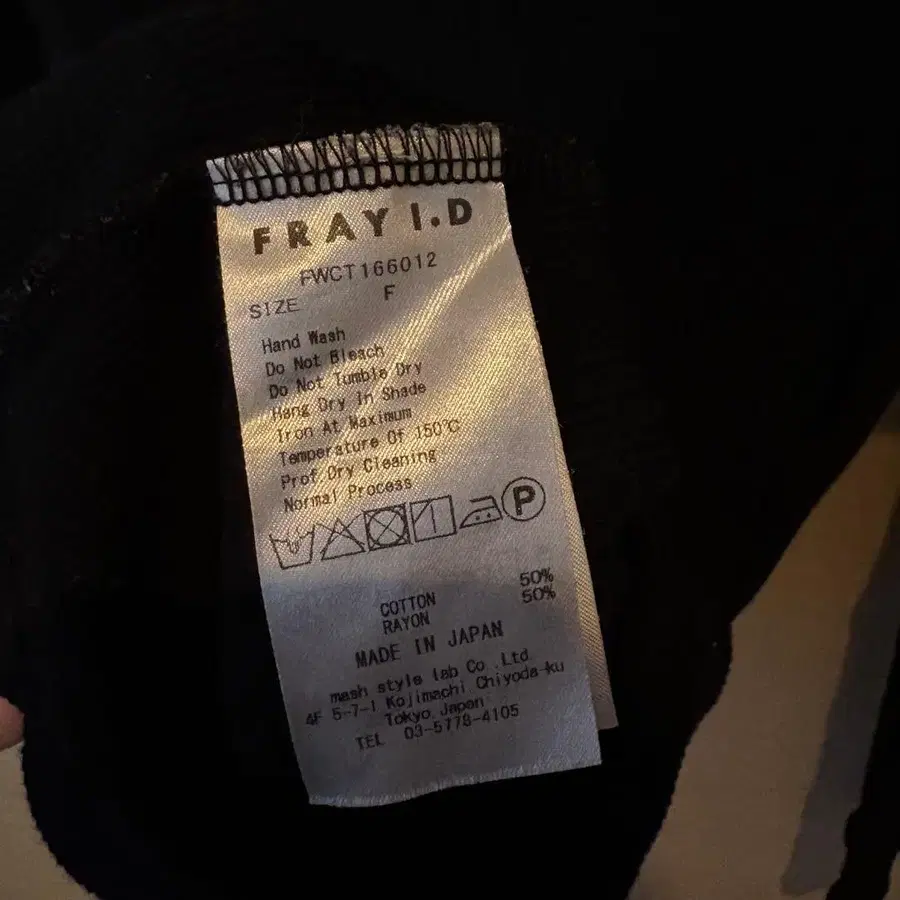 FRAY I.D
FWCT166012
SIZE F
Hand Wash
Do Not Bleach
Do Not Tumble Dry
Hang Dry In Shade
Iron At Maximum
Temperature Of 150℃
Prof.Dry Cleaning
Normal Process
P
COTTON 50%
RAYON 50%
MADE IN JAPAN
mash style lab Co.,Ltd
4F 5-7-1 Kojimachi Chiyoda-ku
Tokyo.Japan
TEL 03-5778-4105